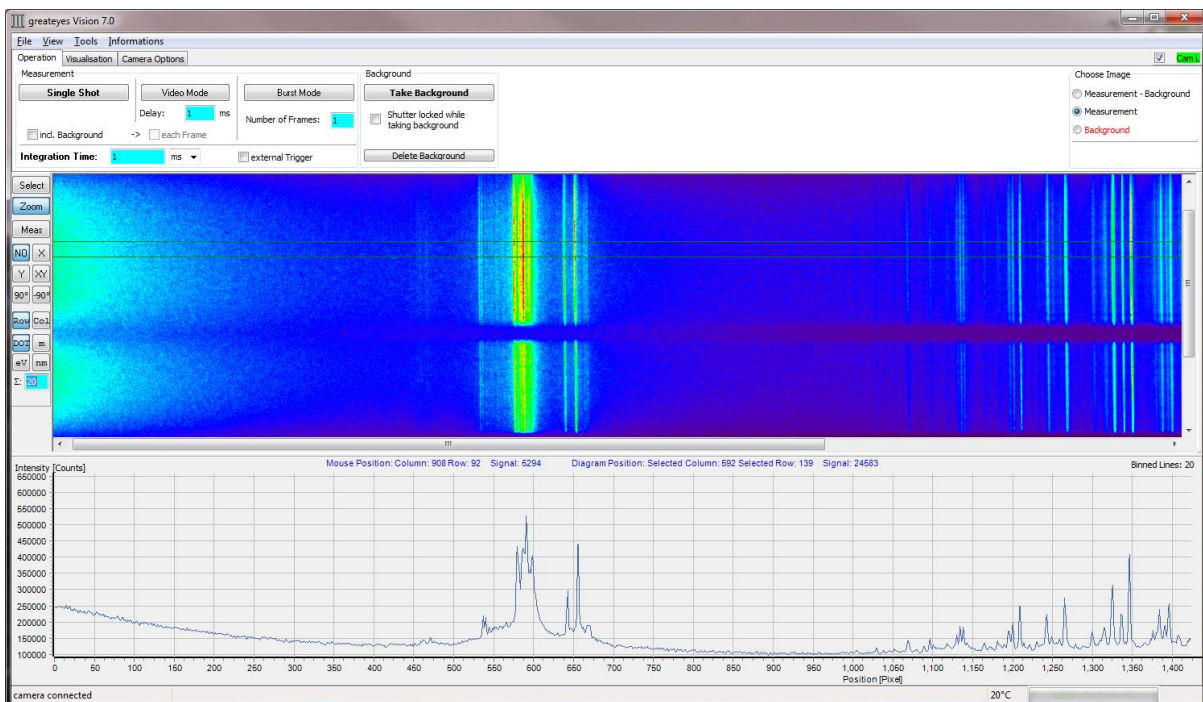 greateyes Vision 7.0
File View Tools Informations
Operation Visualisation Camera Options
Measurement
Single Shot Video Mode Burst Mode
Delay: 1 ms
Number of Frames: 1
incl. Background -> each Frame
Integration Time: 1 ms external Trigger
Background
Take Background
Shutter locked while
taking background
Delete Background
Choose Image
Measurement - Background
Measurement
Background
Select
Zoom
Meas
NO X
Y XY
90° -90°
Row Col
DOT m
eV nm
Σ: 20
Intensity [Counts] Mouse Position: Column: 908 Row: 92 Signal: 5294 Diagram Position: Selected Column: 592 Selected Row: 139 Signal: 24683 Binned Lines: 20
650000
600000
550000
500000
450000
400000
350000
300000
250000
200000
150000
100000
0 50 100 150 200 250 300 350 400 450 500 550 600 650 700 750 800 850 900 950 1,000 1,050 1,100 1,150 1,200 1,250 1,300 1,350 1,400
Position [Pixel]
camera connected 20°C